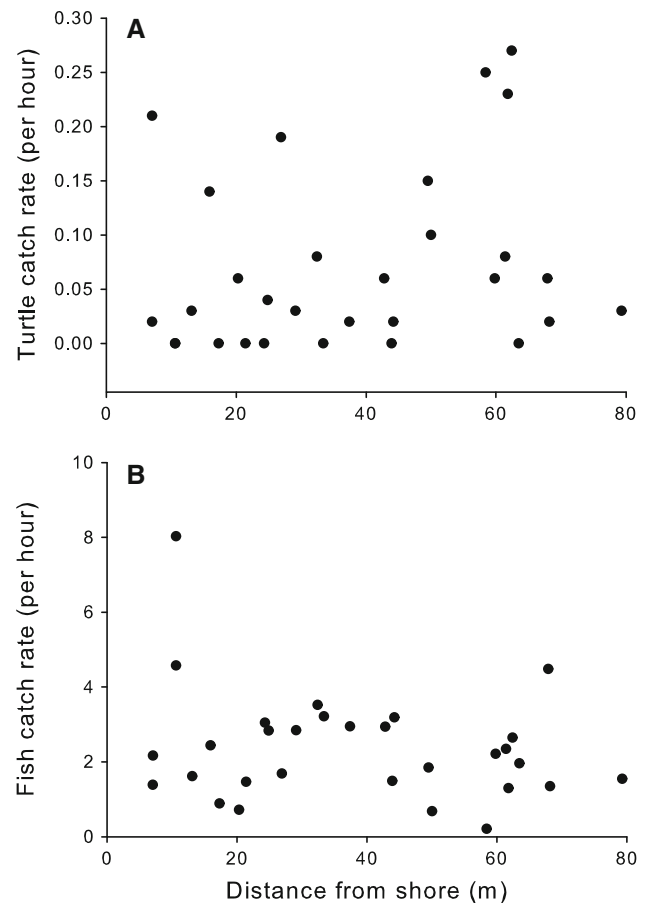 A
0.30
0.25
0.20
0.15
0.10
0.05
0.00
Turtle catch rate (per hour)
0 20 40 60 80
B
10
8
6
4
2
0
Fish catch rate (per hour)
0 20 40 60 80
Distance from shore (m)